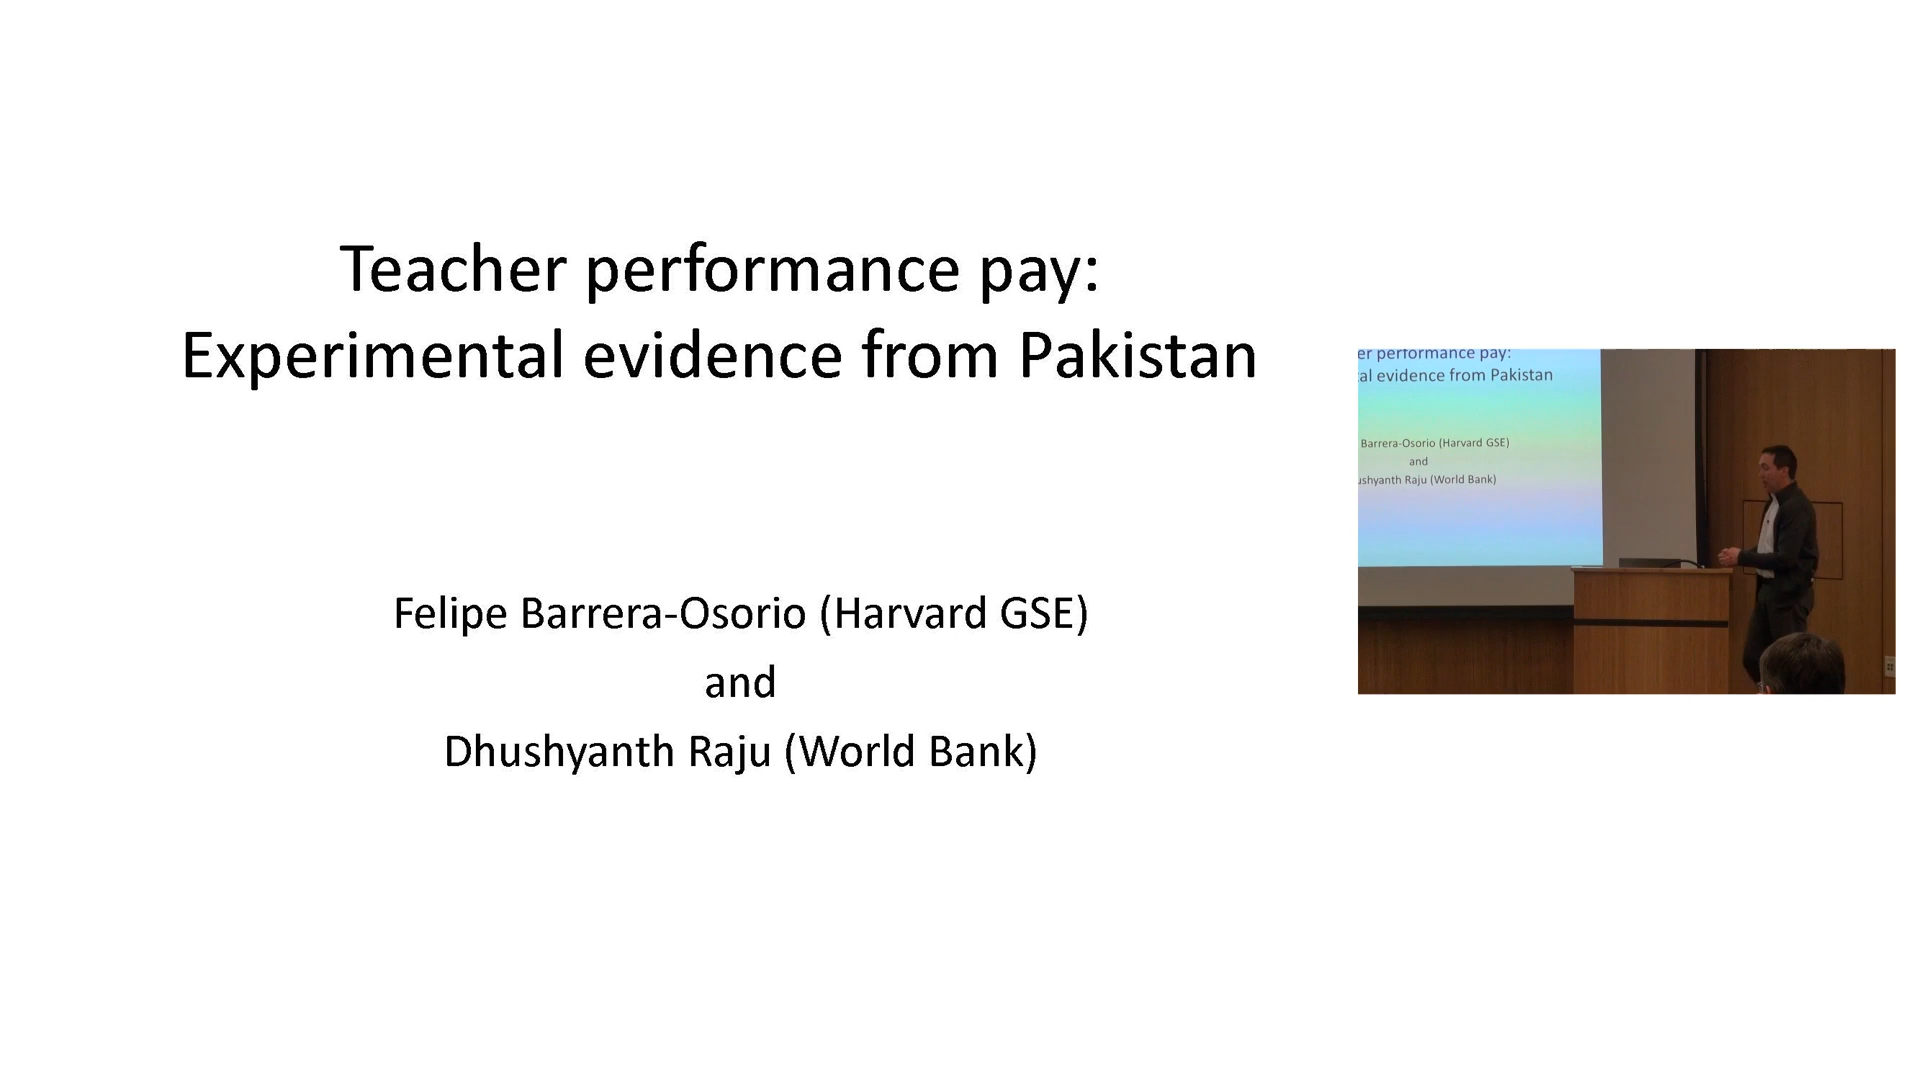 Teacher performance pay:
Experimental evidence from Pakistan
Felipe Barrera-Osorio (Harvard GSE)
and
Dhushyanth Raju (World Bank)
er performance pay:
al evidence from Pakistan
Barrera-Osorio (Harvard GSE)
and
ushyanth Raju (World Bank)